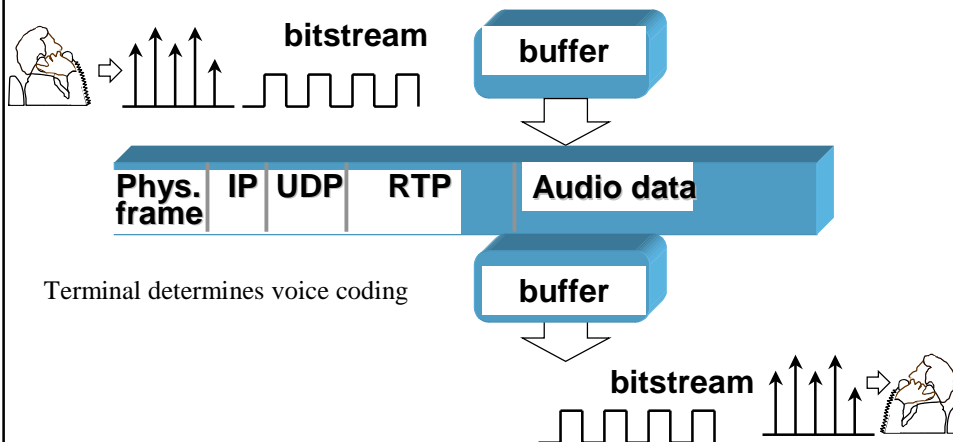 bitstream
buffer
Phys. frame
IP
UDP
RTP
Audio data
Terminal determines voice coding
buffer
bitstream